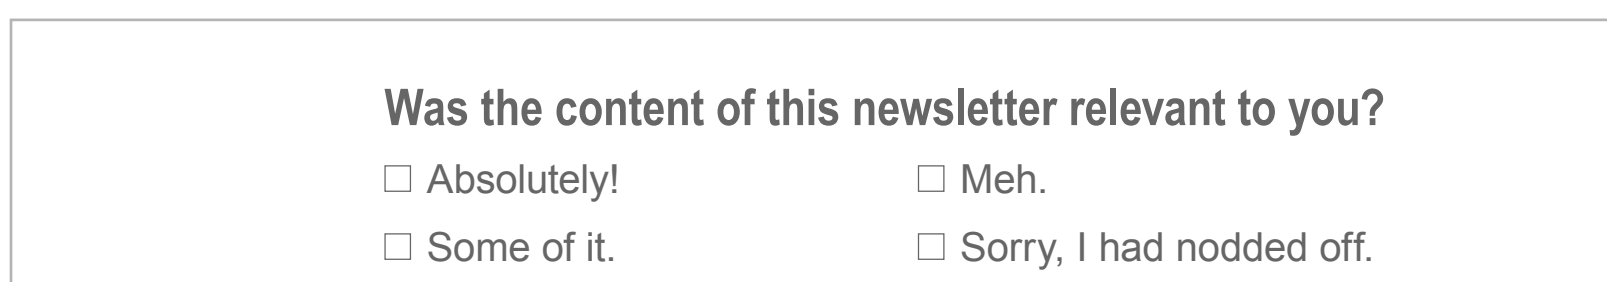 Was the content of this newsletter relevant to you?
☐ Absolutely! ☐ Meh.
☐ Some of it. ☐ Sorry, I had nodded off.